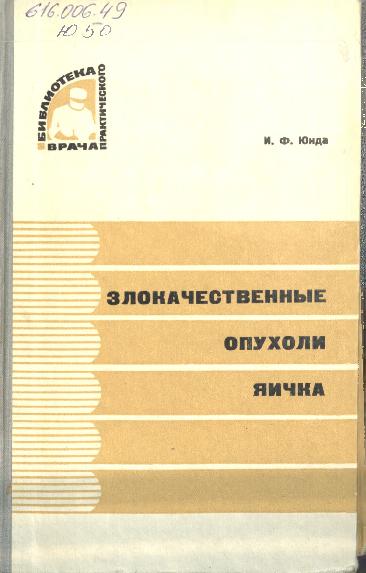 616.006.49
Ю 50
БИБЛИОТЕКА
ПРАКТИЧЕСКОГО
ВРАЧА
И. Ф. Юнда
ЗЛОКАЧЕСТВЕННЫЕ
ОПУХОЛИ
ЯИЧКА